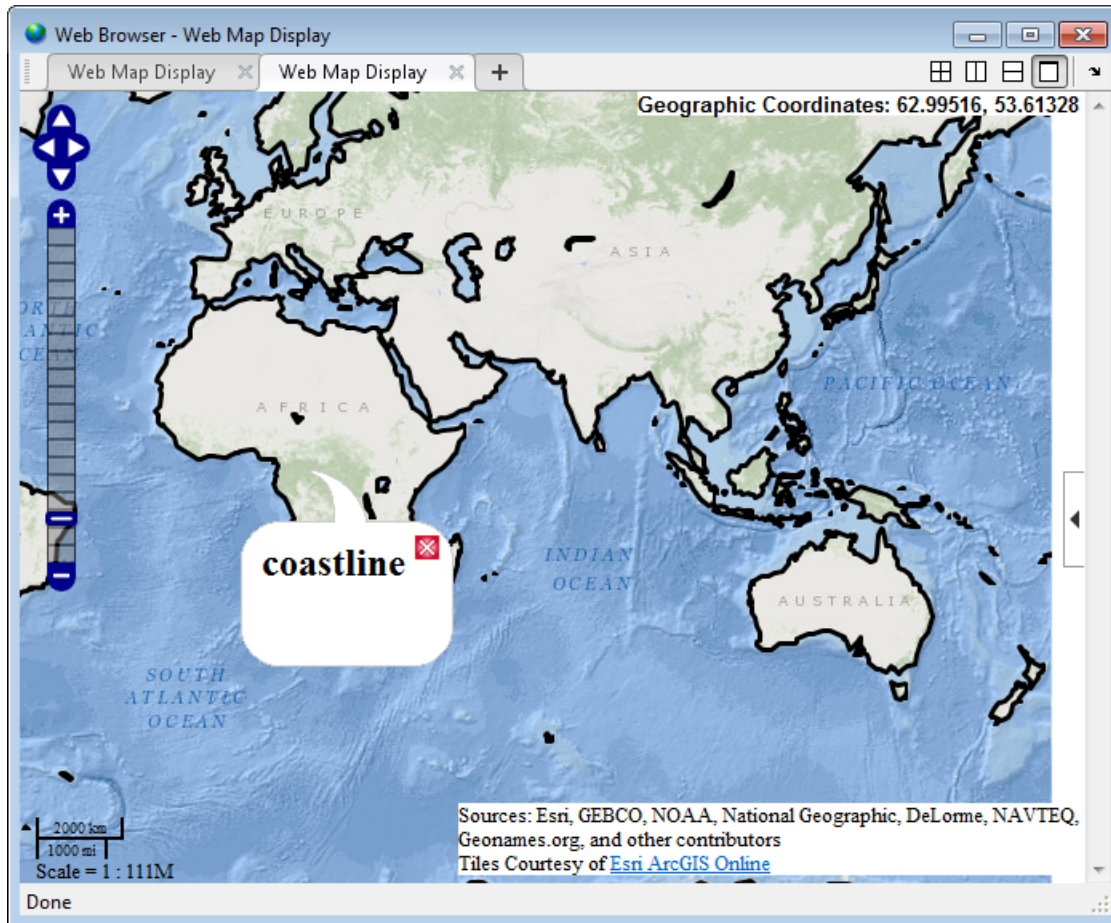 Web Browser - Web Map Display
Web Map Display
Web Map Display
Geographic Coordinates: 62.99516, 53.61328
EUROPE
ASIA
OCEAN
PACIFIC OCEAN
AFRICA
coastline
INDIAN
OCEAN
AUSTRALIA
SOUTH
ATLANTIC
OCEAN
2000 km
1000 mi
Scale = 1 : 111M
Sources: Esri, GEBCO, NOAA, National Geographic, DeLorme, NAVTEQ,
Geonames.org, and other contributors
Tiles Courtesy of Esri ArcGIS Online
Done